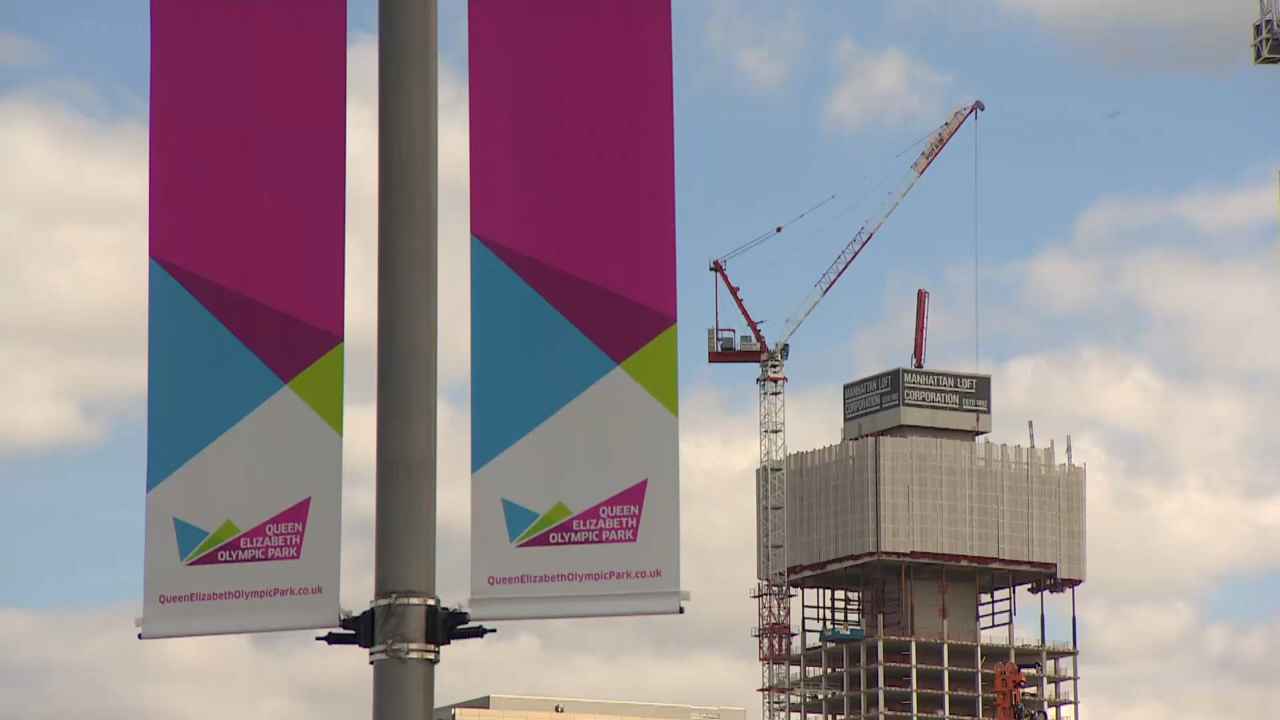 QUEEN
ELIZABETH
OLYMPIC PARK
QueenElizabethOlympicPark.co.uk
QUEEN
ELIZABETH
OLYMPIC PARK
QueenElizabethOlympicPark.co.uk
MANHATTAN LOFT
CORPORATION
MANHATTAN LOFT
CORPORATION ESTD 1992